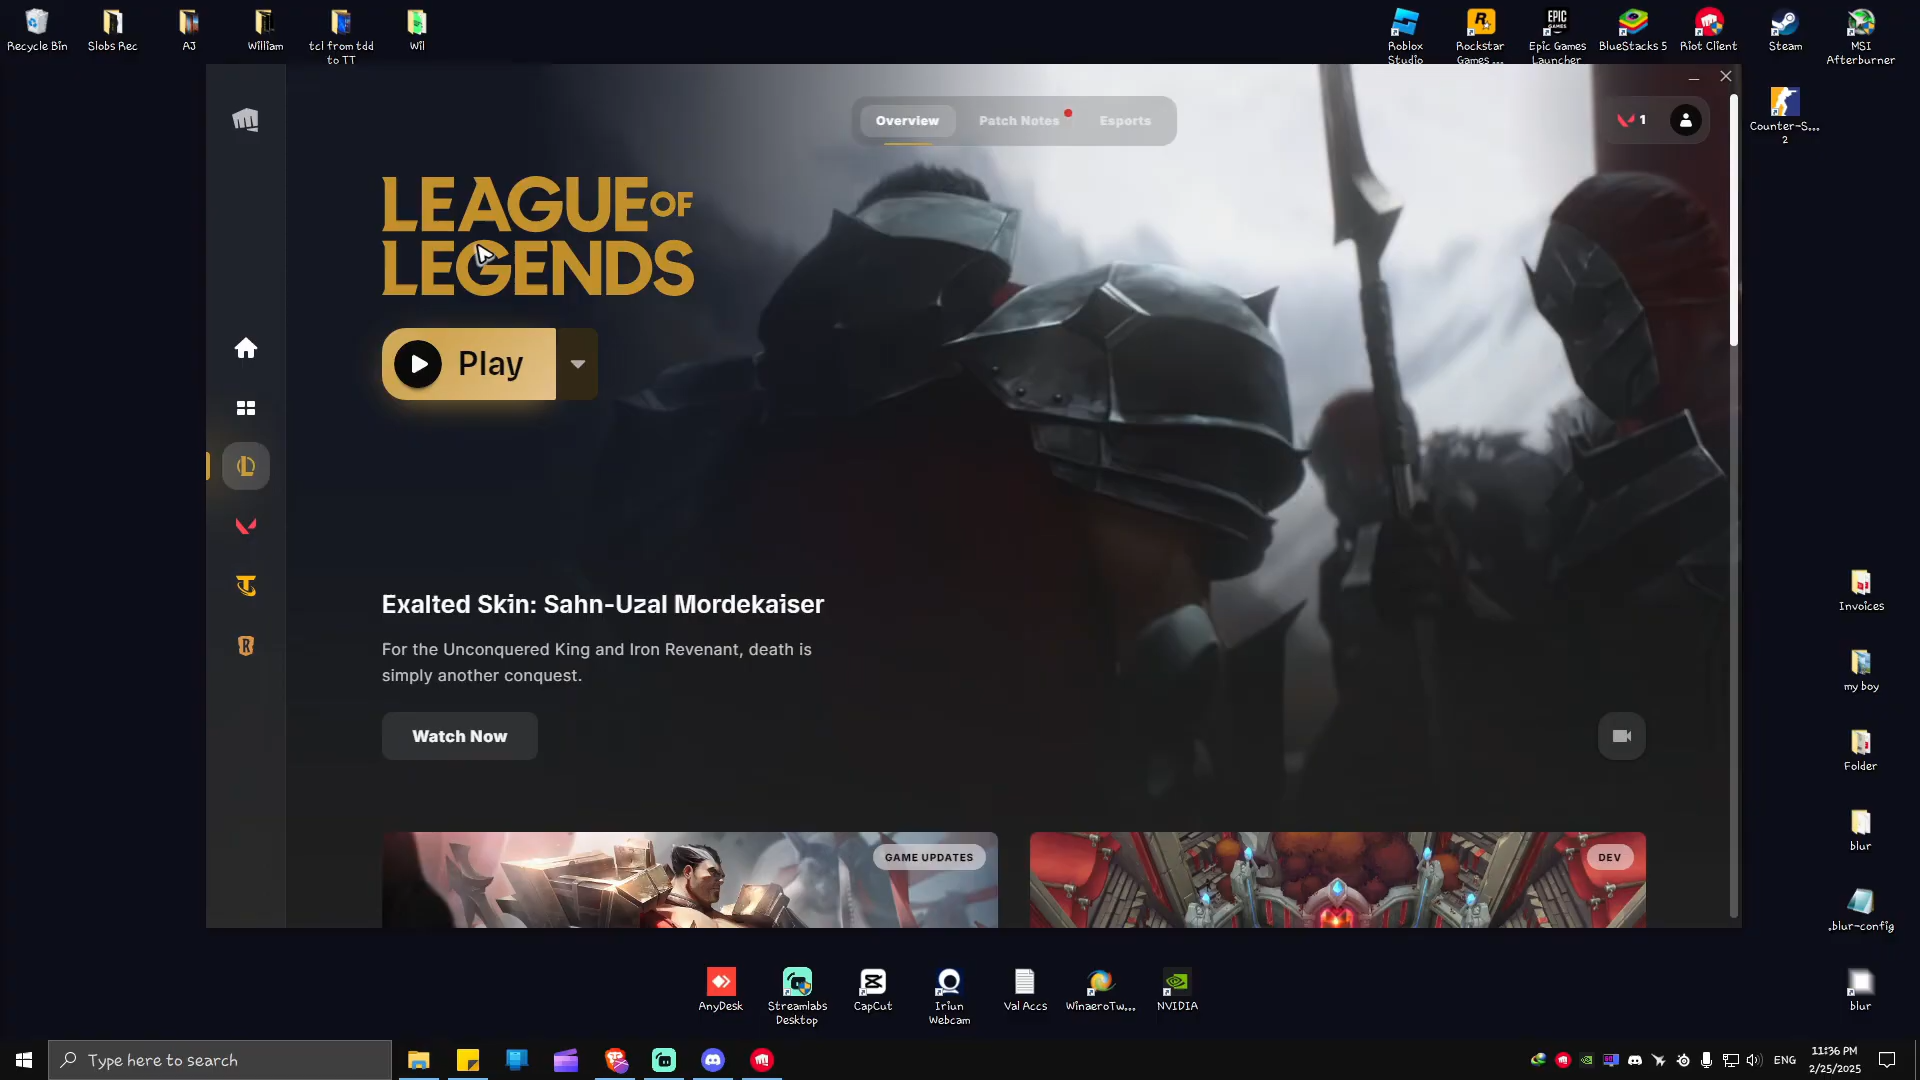 Recycle Bin
Slobs Rec
AJ
William
tcl from tdd
to TT
Wil
Roblox
Studio
Rockstar
Games ...
Epic Games
Launcher
BlueStacks 5
Riot Client
Steam
MSI
Afterburner
Counter-S...
2
Overview
Patch Notes
Esports
1
LEAGUE OF
LEGENDS
Play
Exalted Skin: Sahn-Uzal Mordekaiser
For the Unconquered King and Iron Revenant, death is
simply another conquest.
Watch Now
GAME UPDATES
DEV
Invoices
my boy
Folder
blur
.blur-config
blur
AnyDesk
Streamlabs
Desktop
CapCut
Iriun
Webcam
Val Accs
WinaeroTw...
NVIDIA
Type here to search
ENG
11:36 PM
2/25/2025